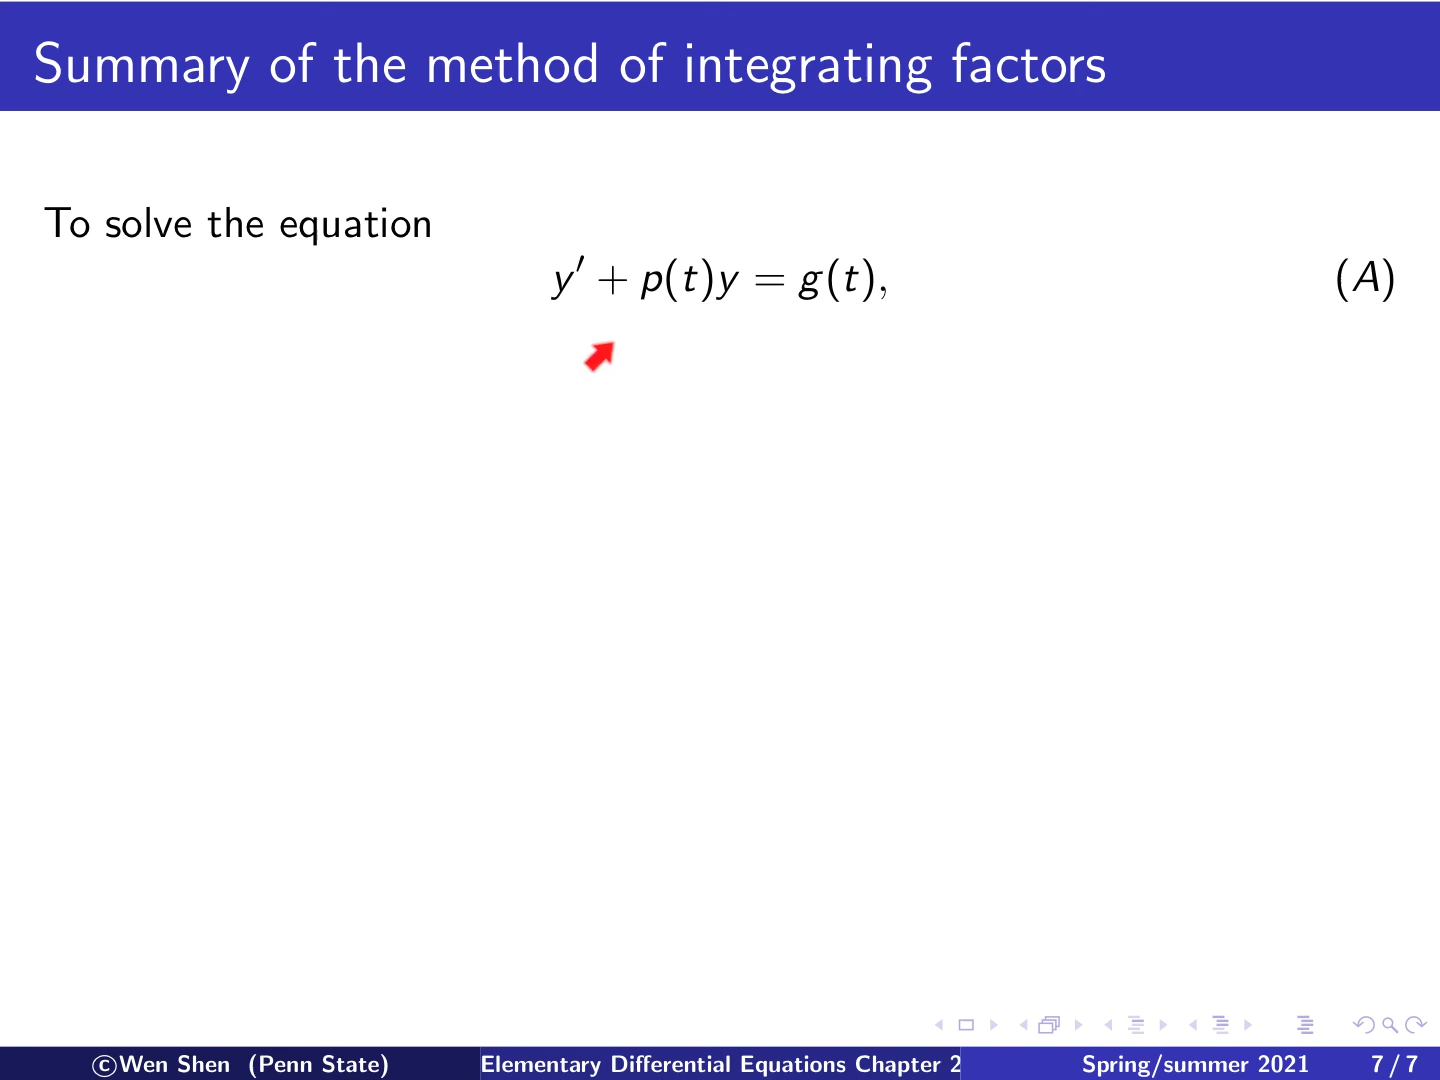 Summary of the method of integrating factors
To solve the equation
y′ + p(t)y = g(t), (A)
©Wen Shen (Penn State) Elementary Differential Equations Chapter 2 Spring/summer 2021 7 / 7